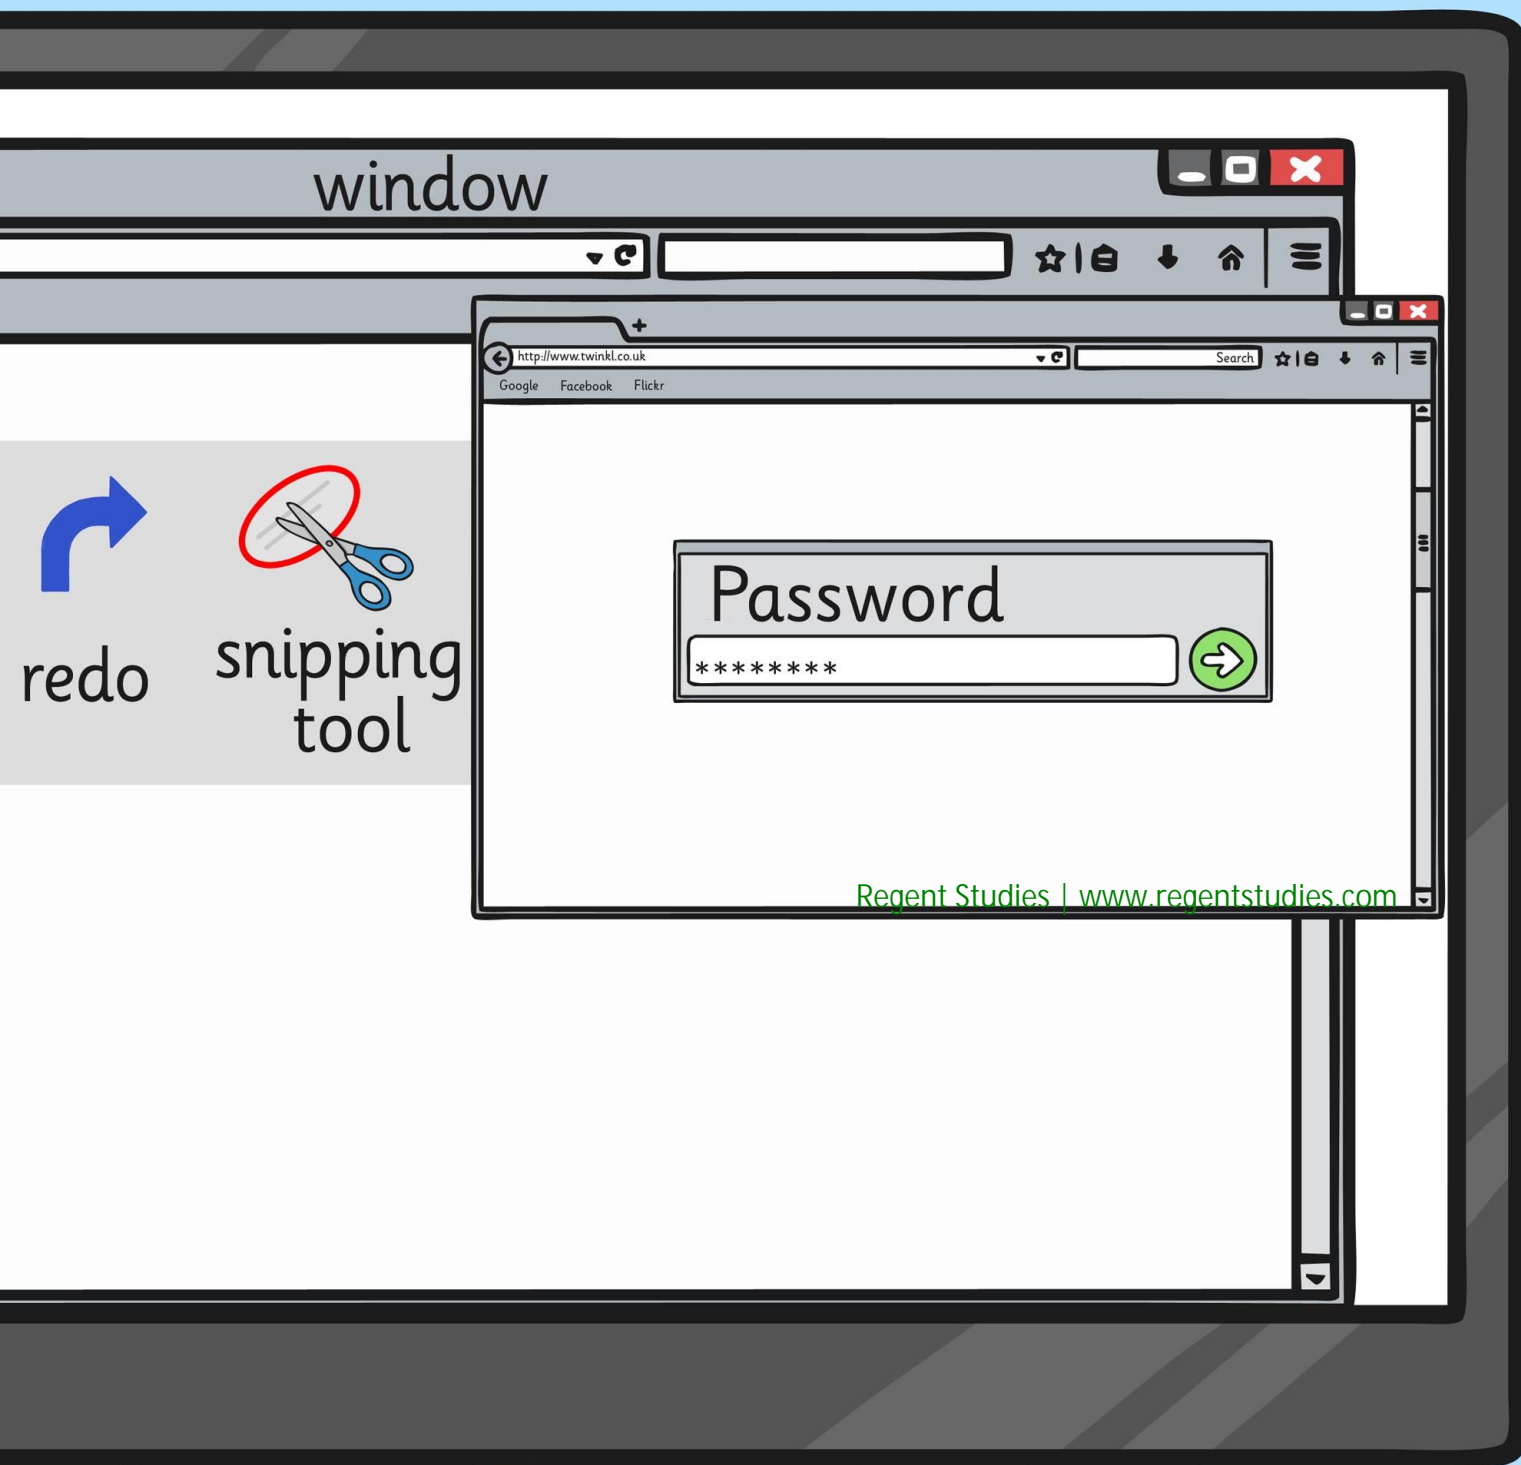 window
http://www.twinkl.co.uk
Search
Google Facebook Flickr
Password
********
redo
snipping
tool
Regent Studies | www.regentstudies.com